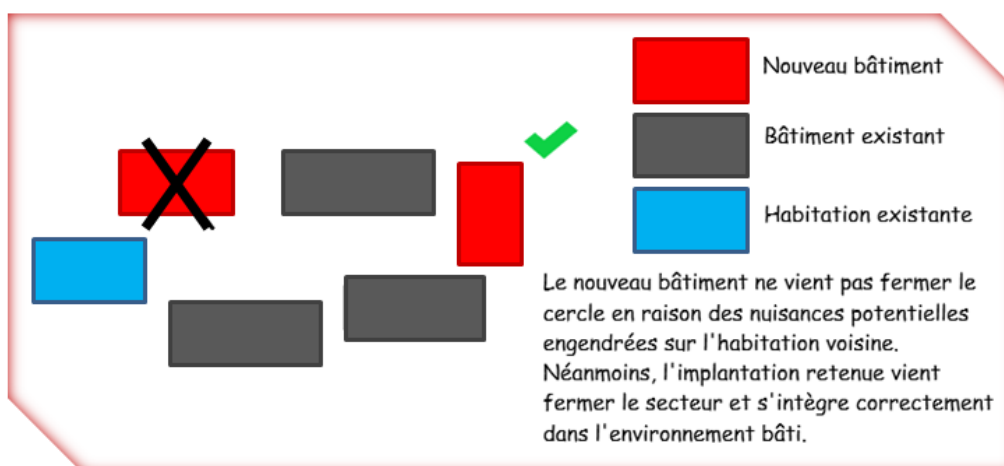 Nouveau bâtiment
Bâtiment existant
Habitation existante
Le nouveau bâtiment ne vient pas fermer le
cercle en raison des nuisances potentielles
engendrées sur l'habitation voisine.
Néanmoins, l'implantation retenue vient
fermer le secteur et s'intègre correctement
dans l'environnement bâti.